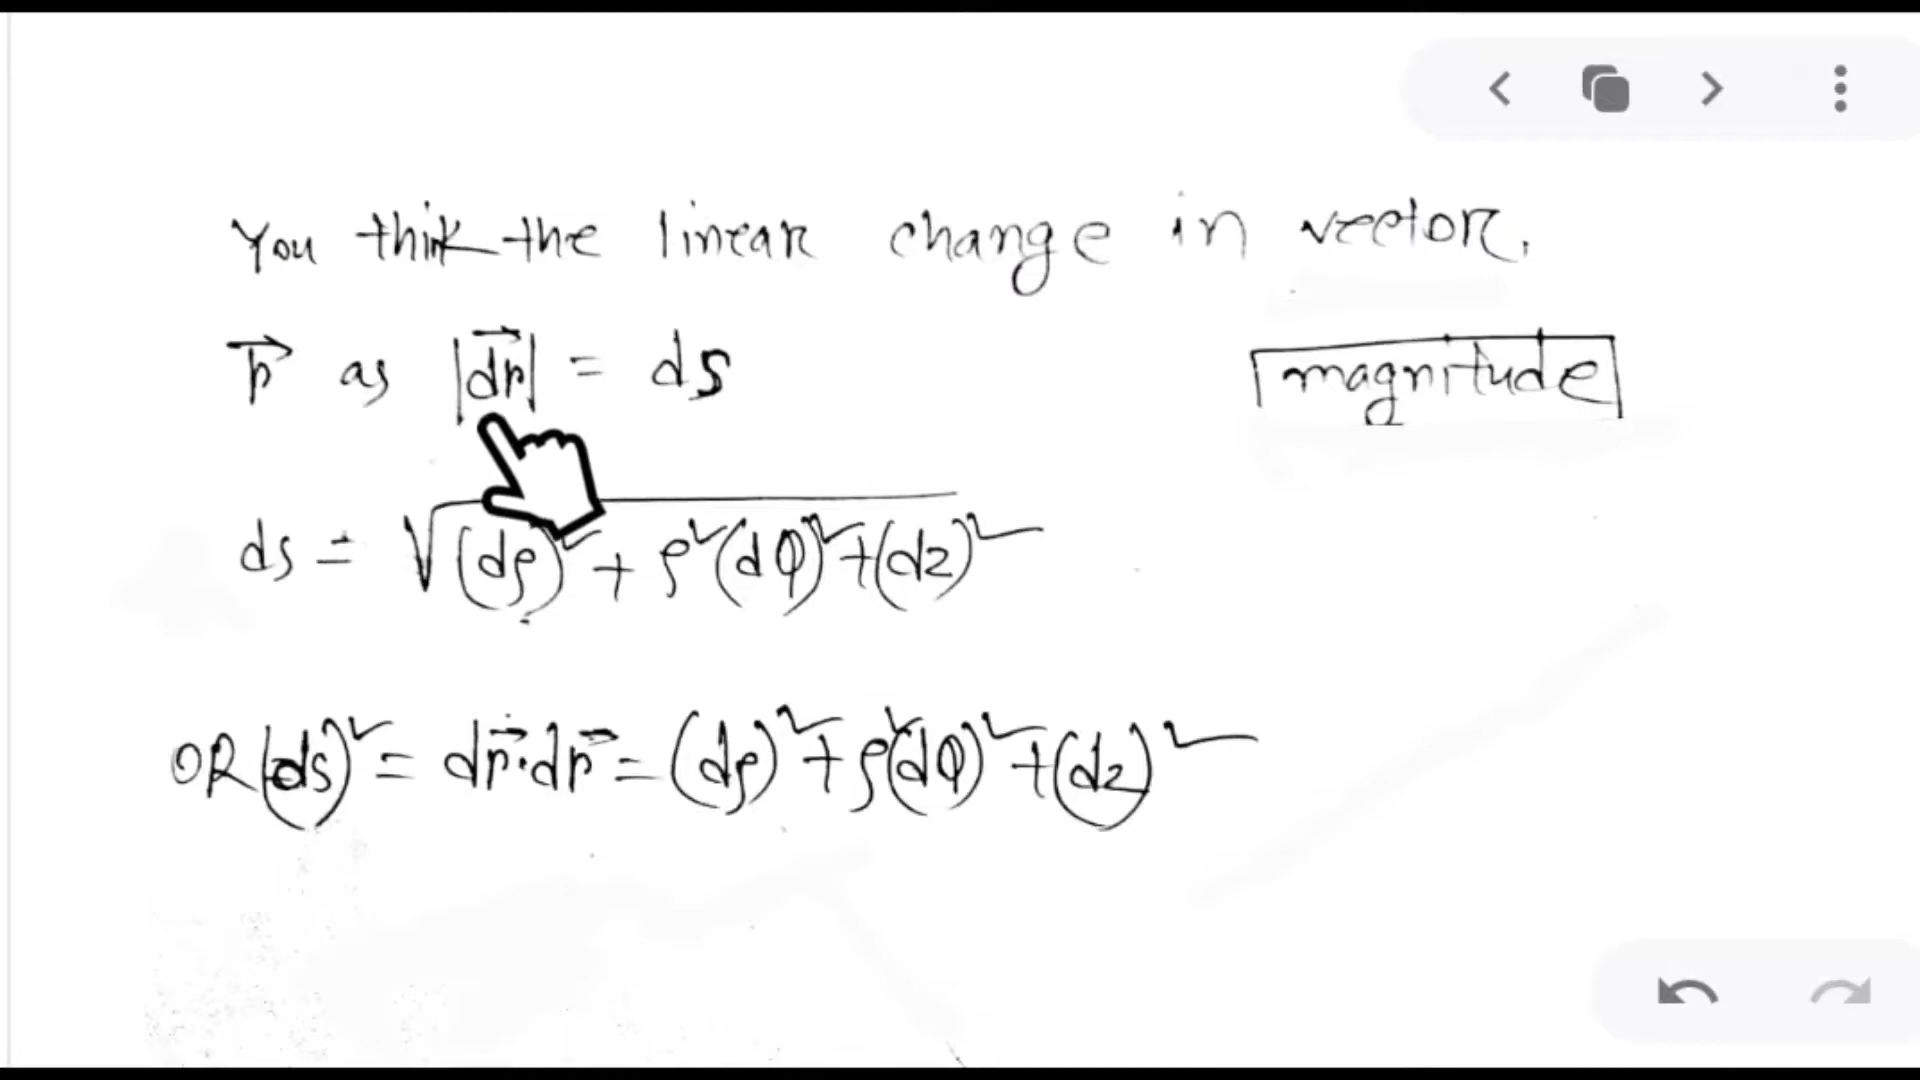 You think the linear change in vector.
r⃗ as |d⃗r| = ds
magnitude
ds = √(dρ)² + ρ²(dφ)² + (dz)²
OR (ds)² = dr⃗.dr⃗ = (dρ)² + ρ²(dφ)² + (dz)²